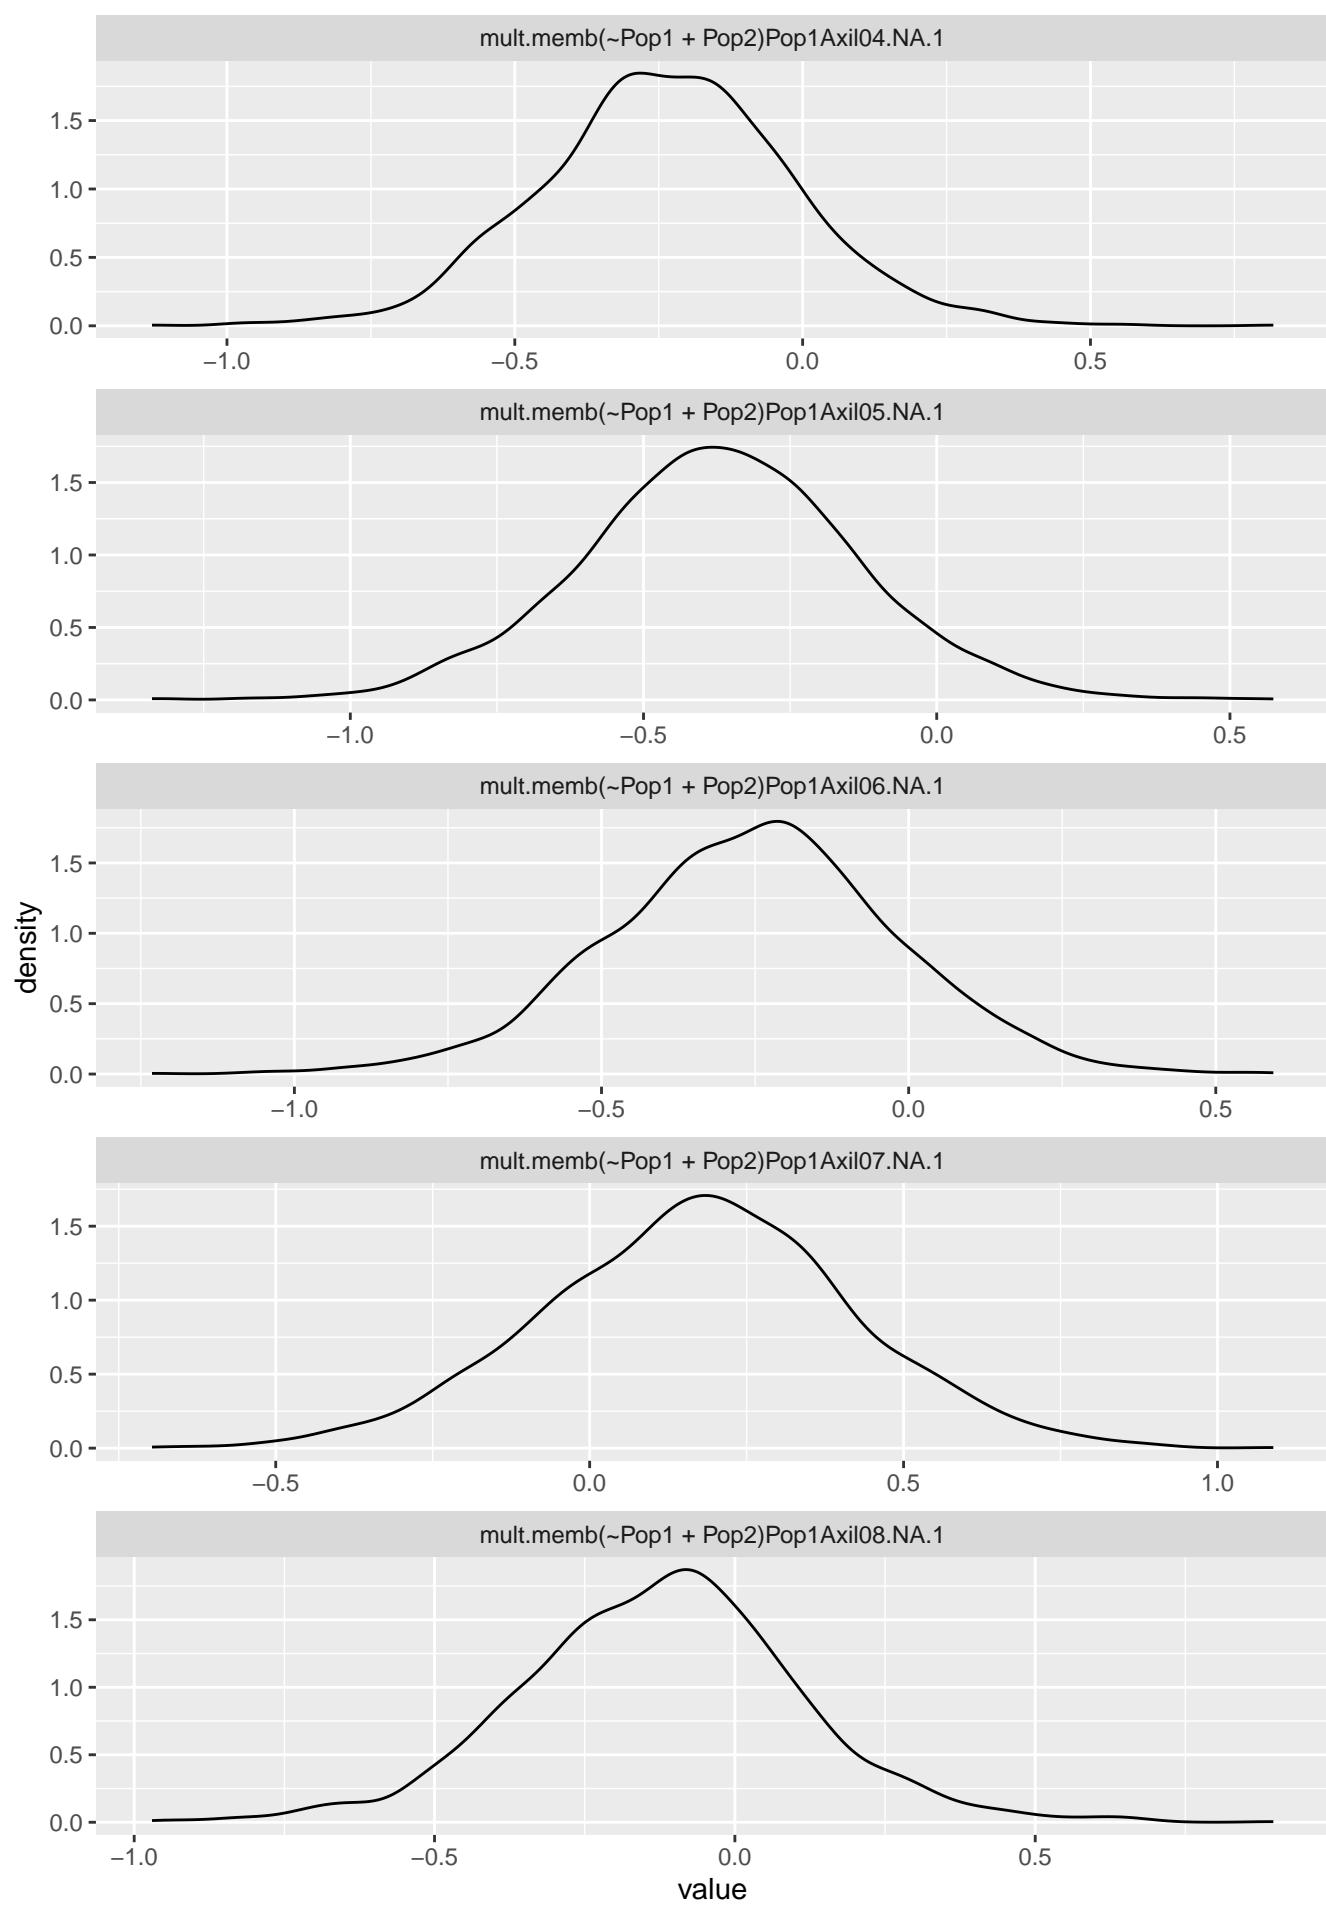 mult.memb(~Pop1 + Pop2)Pop1Axil04.NA.1
1.5
1.0
0.5
0.0
−1.0 −0.5 0.0 0.5
mult.memb(~Pop1 + Pop2)Pop1Axil05.NA.1
1.5
1.0
0.5
0.0
−1.0 −0.5 0.0 0.5
mult.memb(~Pop1 + Pop2)Pop1Axil06.NA.1
1.5
1.0
0.5
0.0
−1.0 −0.5 0.0 0.5
density
mult.memb(~Pop1 + Pop2)Pop1Axil07.NA.1
1.5
1.0
0.5
0.0
−0.5 0.0 0.5 1.0
mult.memb(~Pop1 + Pop2)Pop1Axil08.NA.1
1.5
1.0
0.5
0.0
−1.0 −0.5 0.0 0.5
value